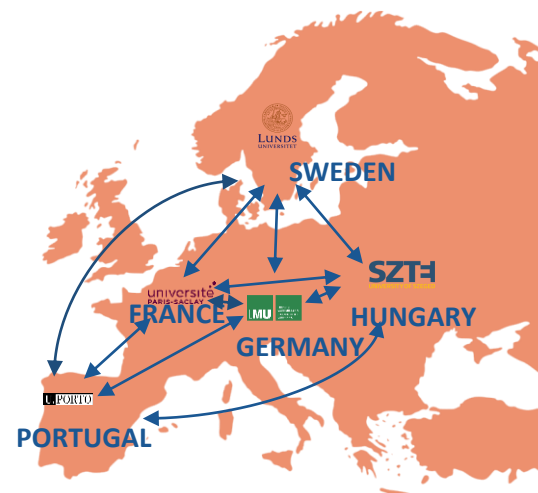 LUNDS
UNIVERSITET
SWEDEN
SZTE
université
PARIS-SACLAY
FRANCE
LMU
HUNGARY
GERMANY
U. PORTO
PORTUGAL